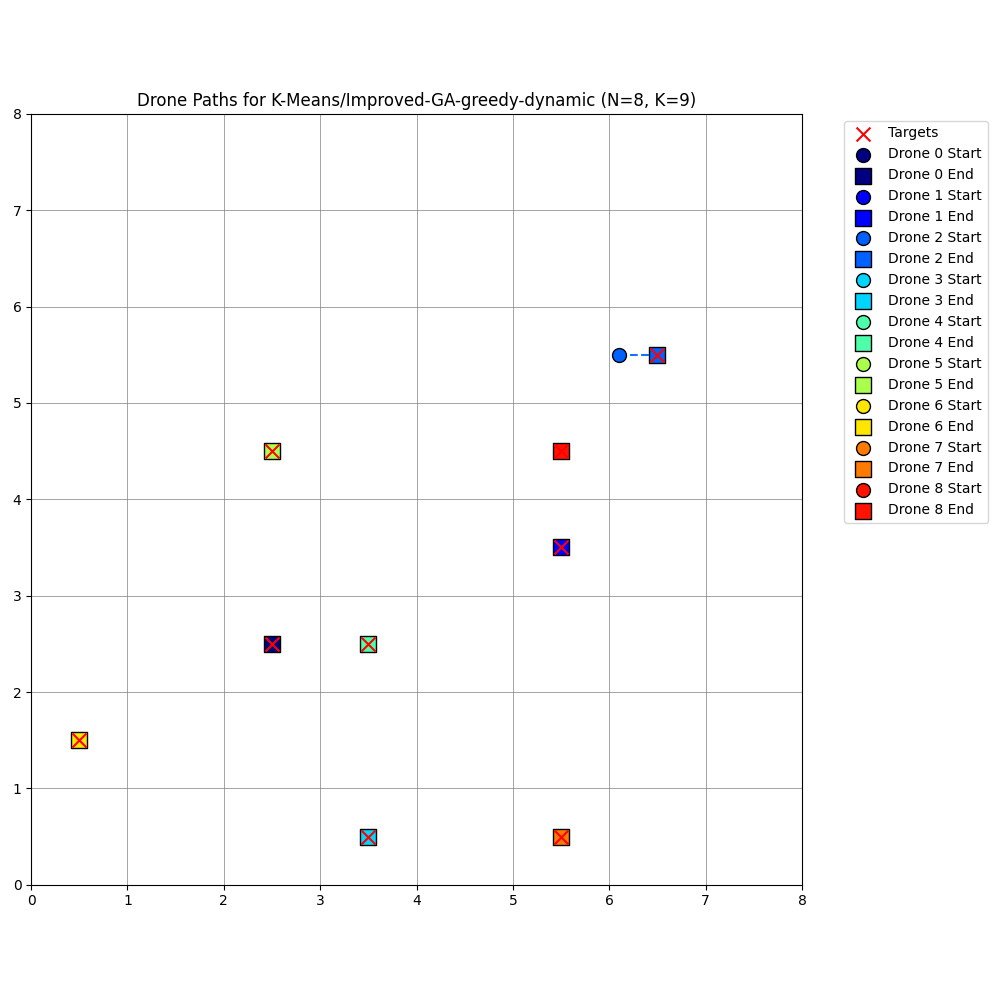 Drone Paths for K-Means/Improved-GA-greedy-dynamic (N=8, K=9)
8
7
6
5
4
3
2
1
0
0 1 2 3 4 5 6 7 8
Targets
Drone 0 Start
Drone 0 End
Drone 1 Start
Drone 1 End
Drone 2 Start
Drone 2 End
Drone 3 Start
Drone 3 End
Drone 4 Start
Drone 4 End
Drone 5 Start
Drone 5 End
Drone 6 Start
Drone 6 End
Drone 7 Start
Drone 7 End
Drone 8 Start
Drone 8 End